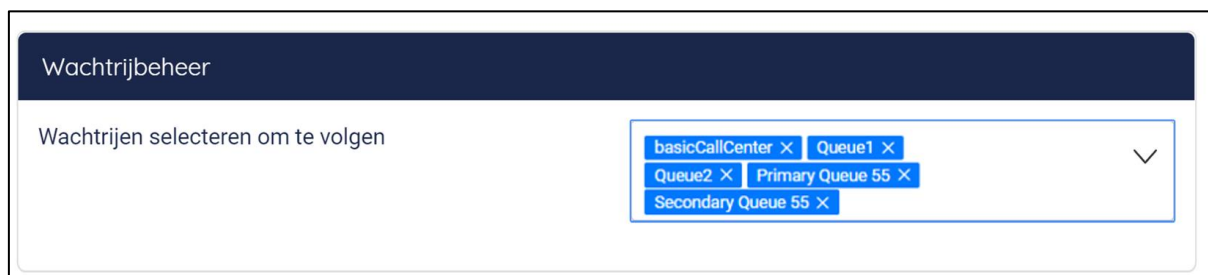 Wachtrijbeheer
Wachtrijen selecteren om te volgen
basicCallCenter × Queue1 ×
Queue2 × Primary Queue 55 ×
Secondary Queue 55 ×